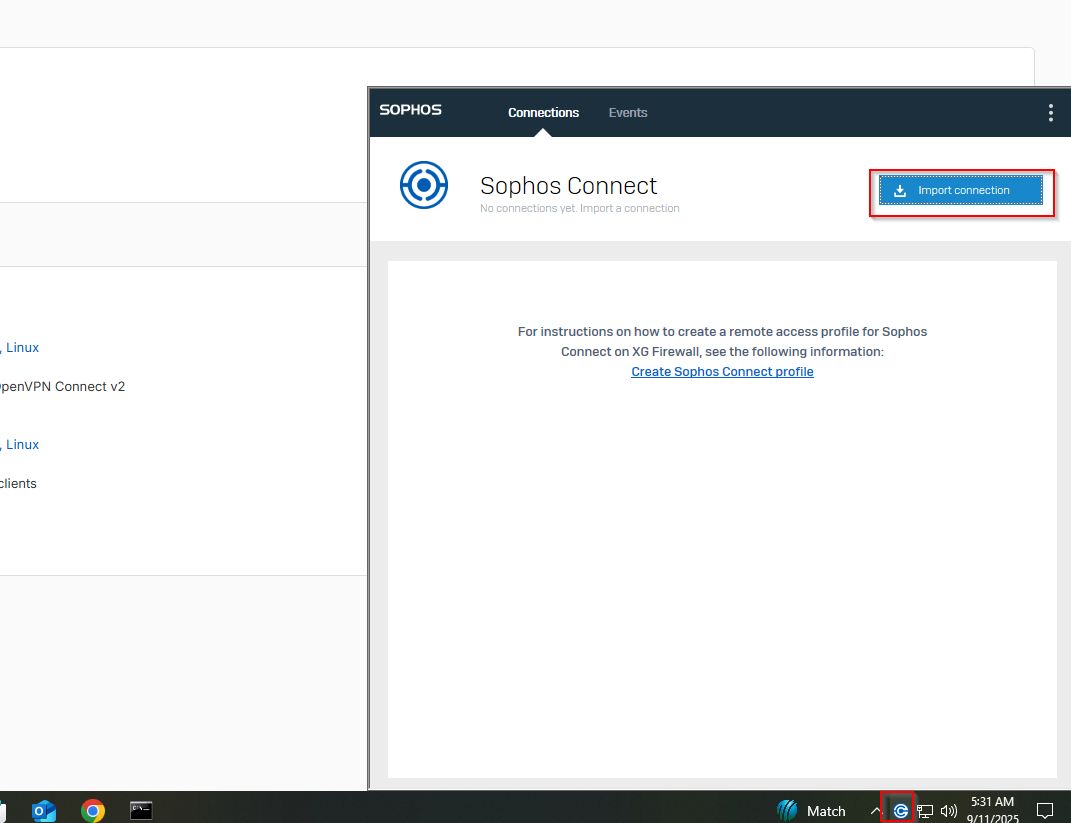 SOPHOS
Connections
Events
Sophos Connect
No connections yet. Import a connection
Import connection
For instructions on how to create a remote access profile for Sophos
Connect on XG Firewall, see the following information:
Create Sophos Connect profile
, Linux
penVPN Connect v2
, Linux
clients
Match
5:31 AM
9/11/2025